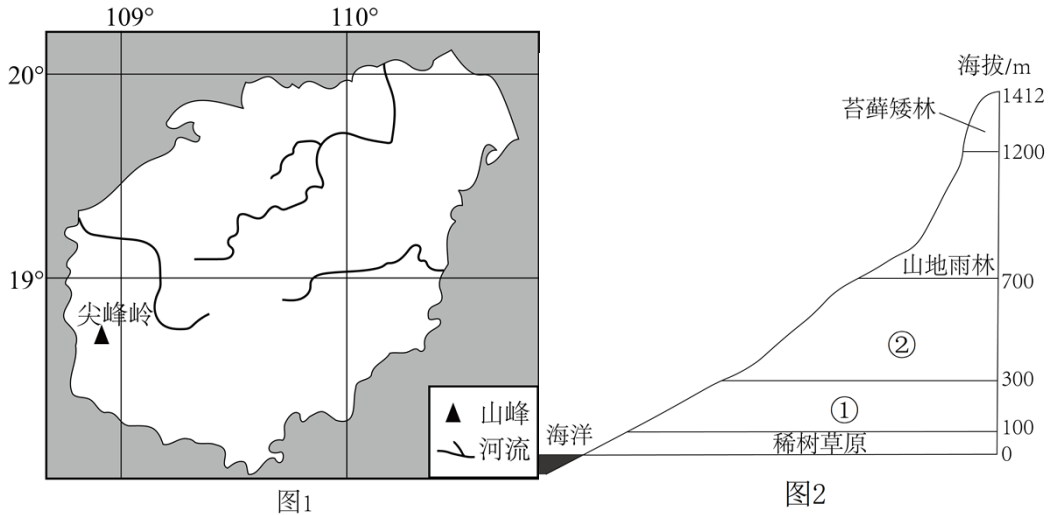 109°
110°
20°
19°
尖峰岭
山峰
河流
图1
海拔/m
1412
苔藓矮林
1200
山地雨林
700
②
300
①
100
海洋
稀树草原
0
图2